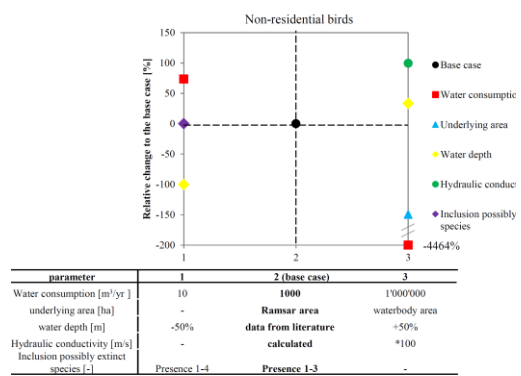 Non-residential birds
Relative change to the base case [%]
150
100
50
0
-50
-100
-150
-200
1
2
3
-4464%
Base case
Water consumption
Underlying area
Water depth
Hydraulic conduct
Inclusion possibly
species
parameter 1 2 (base case) 3
Water consumption [m³/yr ] 10 1000 1'000'000
underlying area [ha] - Ramsar area waterbody area
water depth [m] -50% data from literature +50%
Hydraulic conductivity [m/s] - calculated *100
Inclusion possibly extinct
species [-] Presence 1-4 Presence 1-3 -